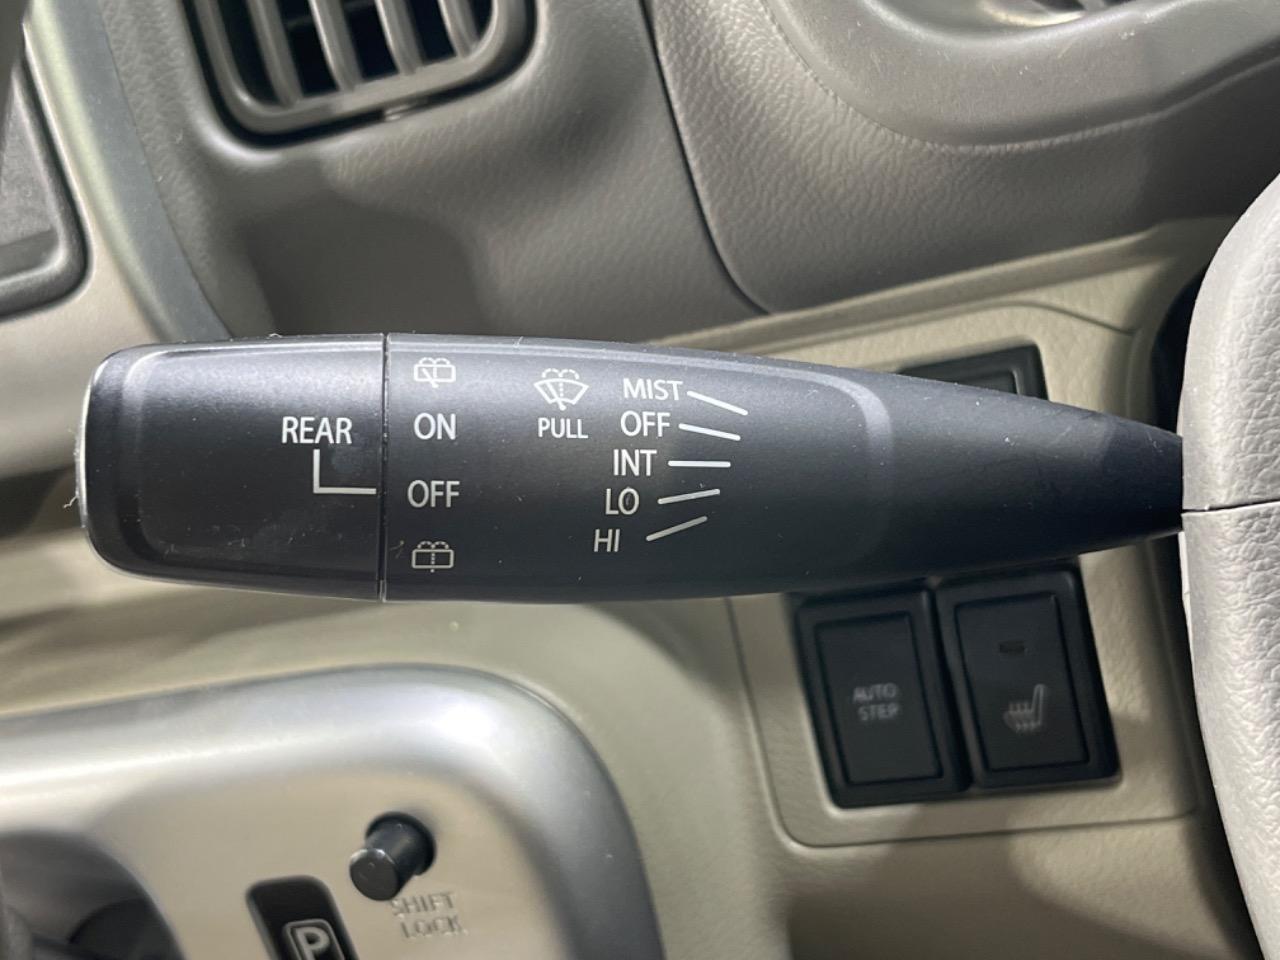 REAR
ON
OFF
PULL
MIST
OFF
INT
LO
HI
AUTO
STEP
SHIFT
LOCK
P